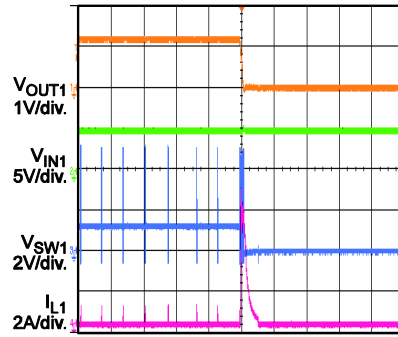 VOUT1
1V/div.
VIN1
5V/div.
VSW1
2V/div.
IL1
2A/div.